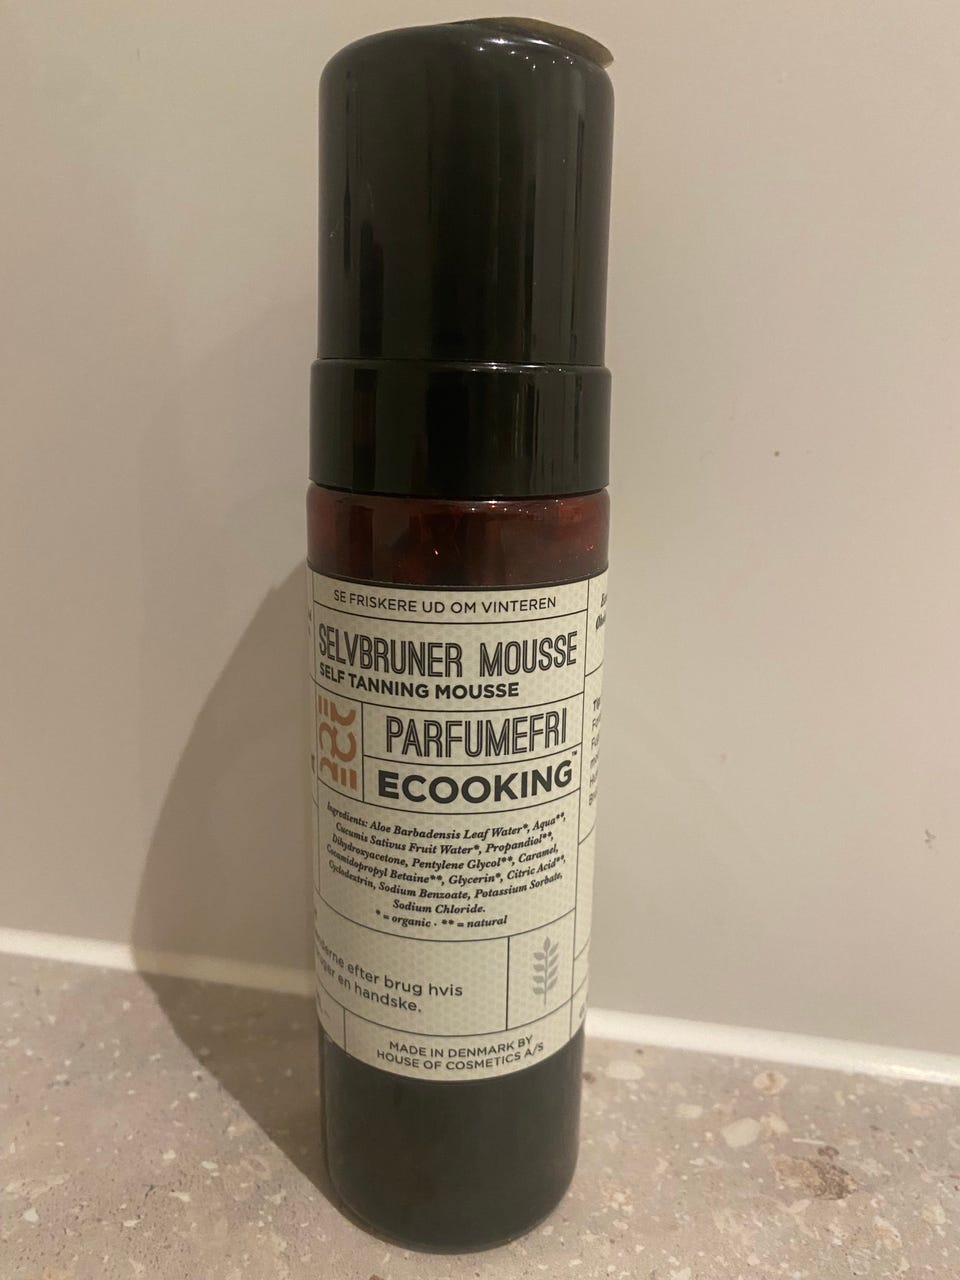 SE FRISKERE UD OM VINTEREN
SELVBRUNER MOUSSE
SELF TANNING MOUSSE
PARFUMEFRI
ECOOKING™
Ingredients: Aloe Barbadensis Leaf Water*, Aqua**,
Cucumis Sativus Fruit Water*, Propandiol**,
Dihydroxyacetone, Pentylene Glycol**, Caramel,
Cocamidopropyl Betaine**, Glycerin*, Citric Acid**,
Cyclodextrin, Sodium Benzoate, Potassium Sorbate,
Sodium Chloride.
* = organic · ** = natural
efter brug hvis
en handske.
MADE IN DENMARK BY
HOUSE OF COSMETICS A/S